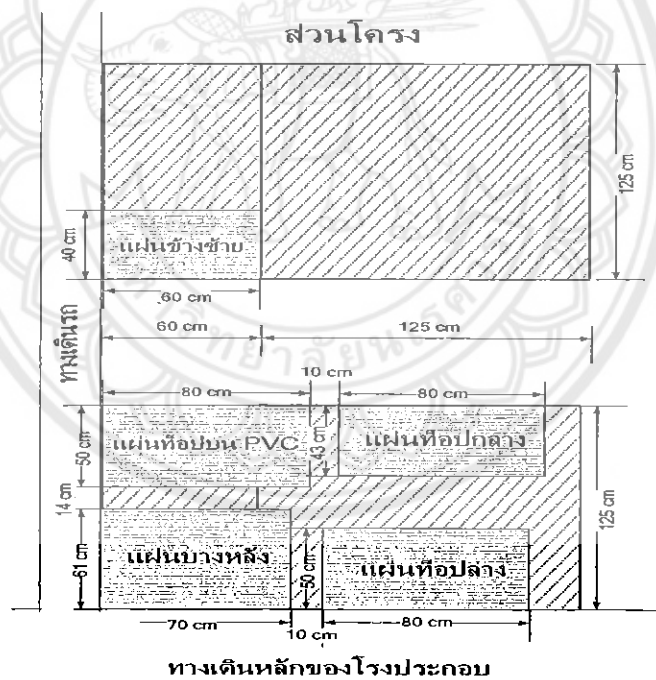 ส่วนโครง
125 cm
40 cm
แผ่นข้างซ้าย
60 cm
60 cm
125 cm
ทางเดินรถ
10 cm
80 cm
80 cm
50 cm
แผ่นท๊อปบน PVC
43 cm
แผ่นท๊อปกลาง
14 cm
125 cm
61 cm
แผ่นบางหลัง
50 cm
แผ่นท๊อปล่าง
70 cm
10 cm
80 cm
ทางเดินหลักของโรงประกอบ